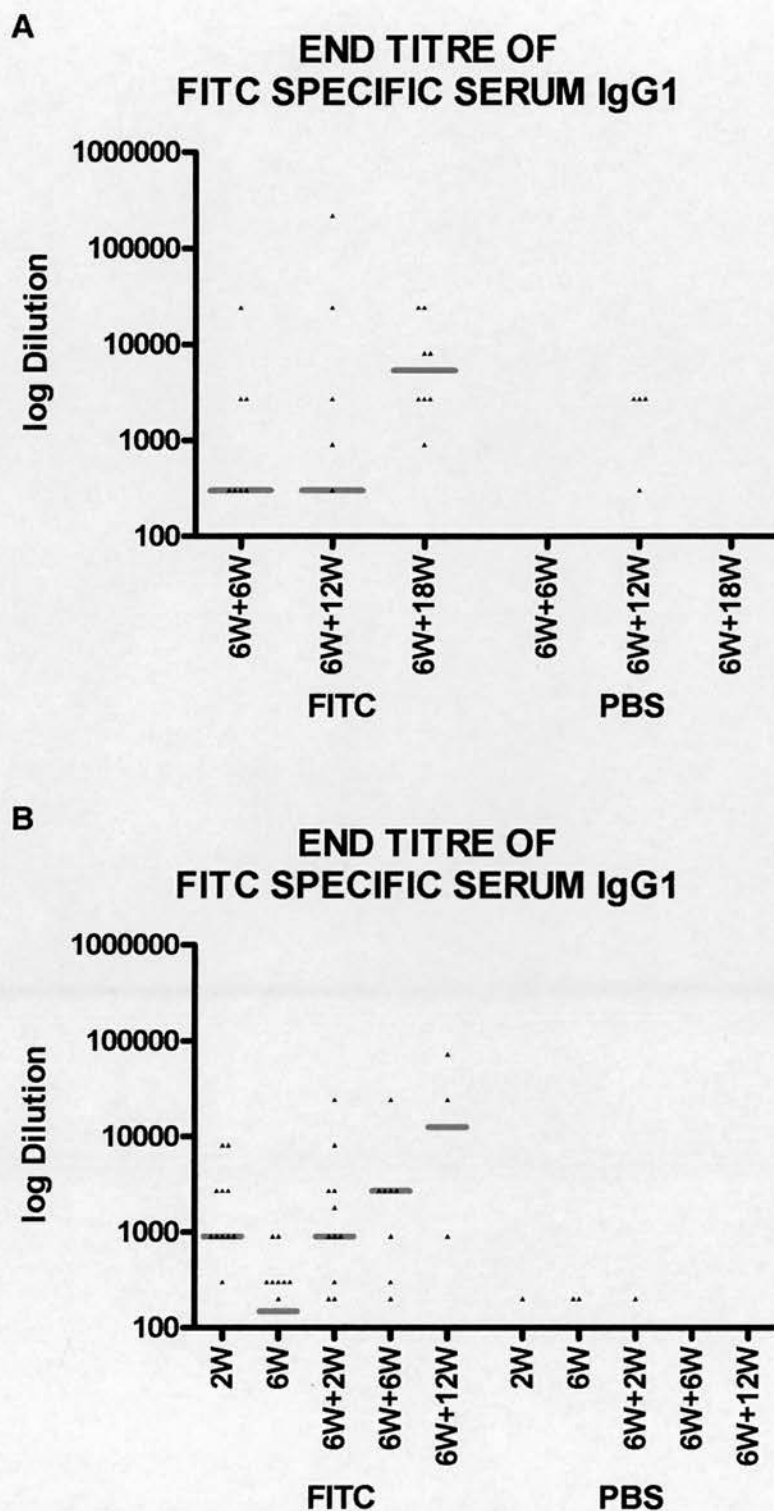 A
END TITRE OF
FITC SPECIFIC SERUM IgG1
log Dilution
1000000
100000
10000
1000
100
6W+6W
6W+12W
6W+18W
6W+6W
6W+12W
6W+18W
FITC
PBS
B
END TITRE OF
FITC SPECIFIC SERUM IgG1
log Dilution
1000000
100000
10000
1000
100
2W
6W
6W+2W
6W+6W
6W+12W
2W
6W
6W+2W
6W+6W
6W+12W
FITC
PBS